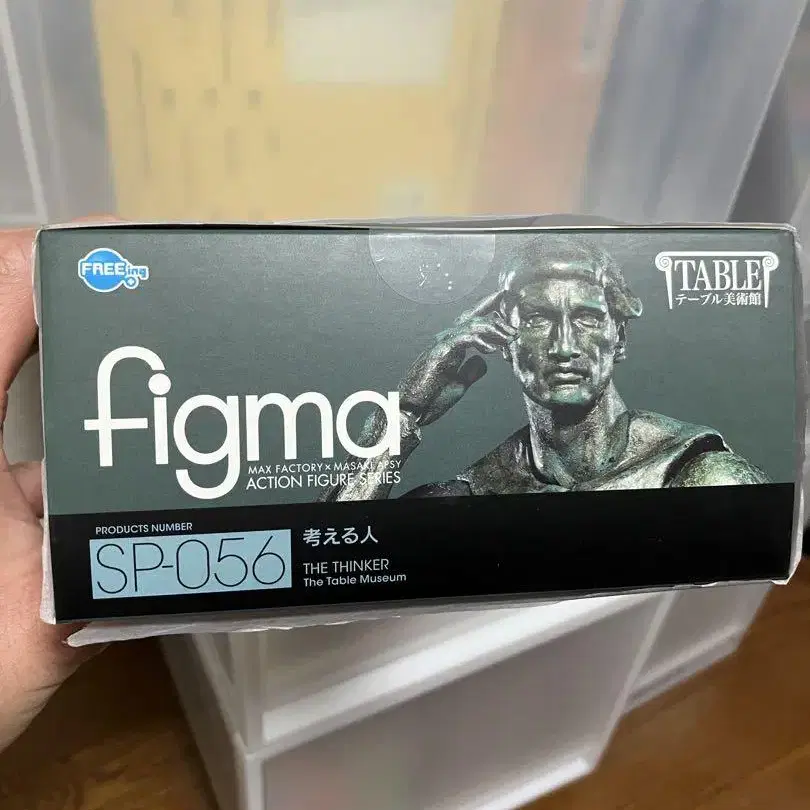 FREEing
TABLE
テーブル美術館
figma
MAX FACTORY × MASAKI APSY
ACTION FIGURE SERIES
PRODUCTS NUMBER
SP-056
考える人
THE THINKER
The Table Museum